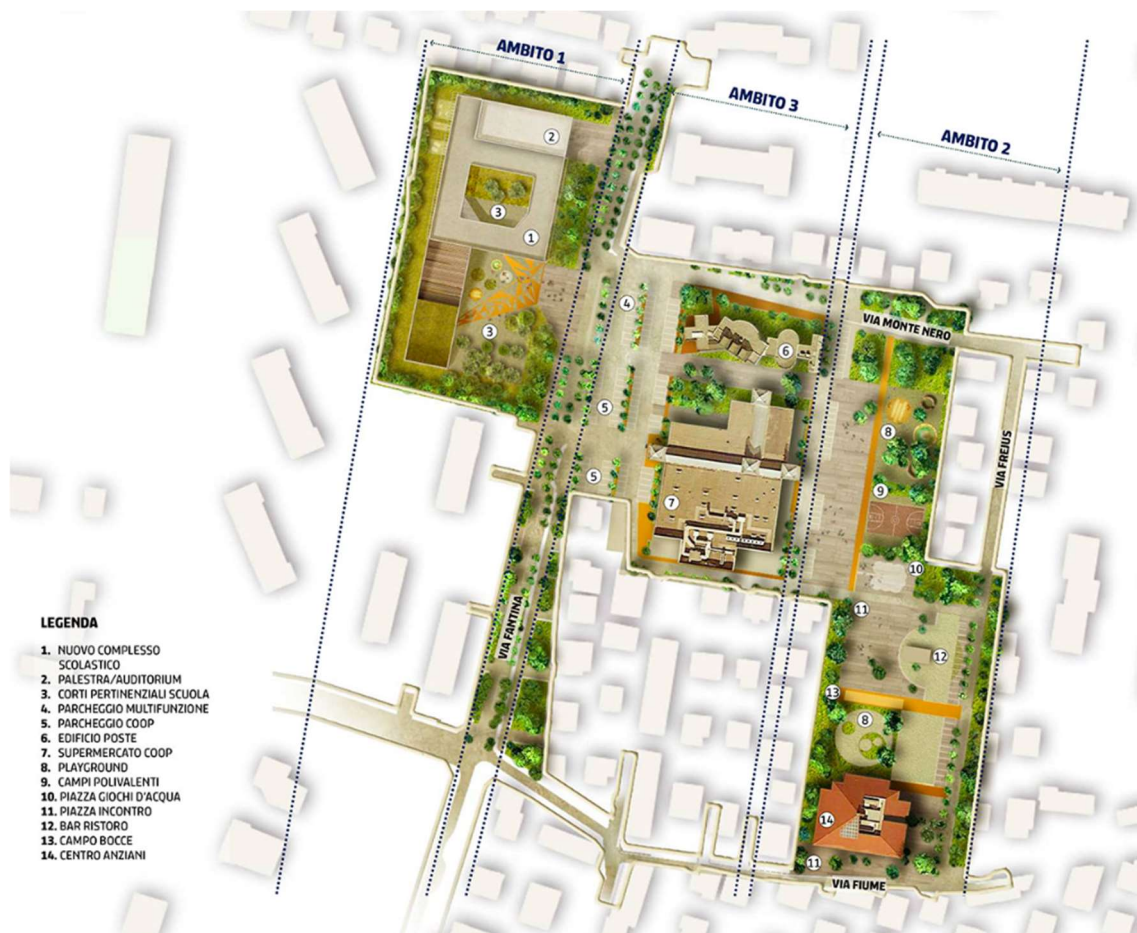 AMBITO 1
AMBITO 3
AMBITO 2
2
3
1
3
4
VIA MONTE NERO
6
5
8
VIA FREJUS
5
9
7
10
VIA FANTINA
11
12
13
8
14
11
VIA FIUME
LEGENDA
1. NUOVO COMPLESSO
SCOLASTICO
2. PALESTRA/AUDITORIUM
3. CORTI PERTINENZIALI SCUOLA
4. PARCHEGGIO MULTIFUNZIONE
5. PARCHEGGIO COOP
6. EDIFICIO POSTE
7. SUPERMERCATO COOP
8. PLAYGROUND
9. CAMPI POLIVALENTI
10. PIAZZA GIOCHI D'ACQUA
11. PIAZZA INCONTRO
12. BAR RISTORO
13. CAMPO BOCCE
14. CENTRO ANZIANI